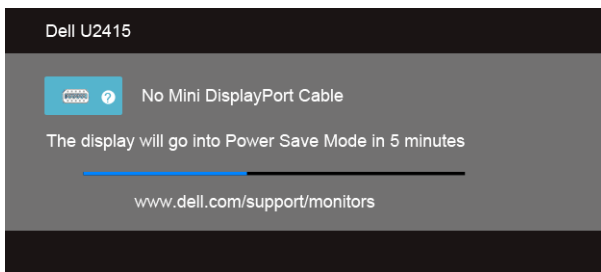 Dell U2415
? No Mini DisplayPort Cable
The display will go into Power Save Mode in 5 minutes
www.dell.com/support/monitors